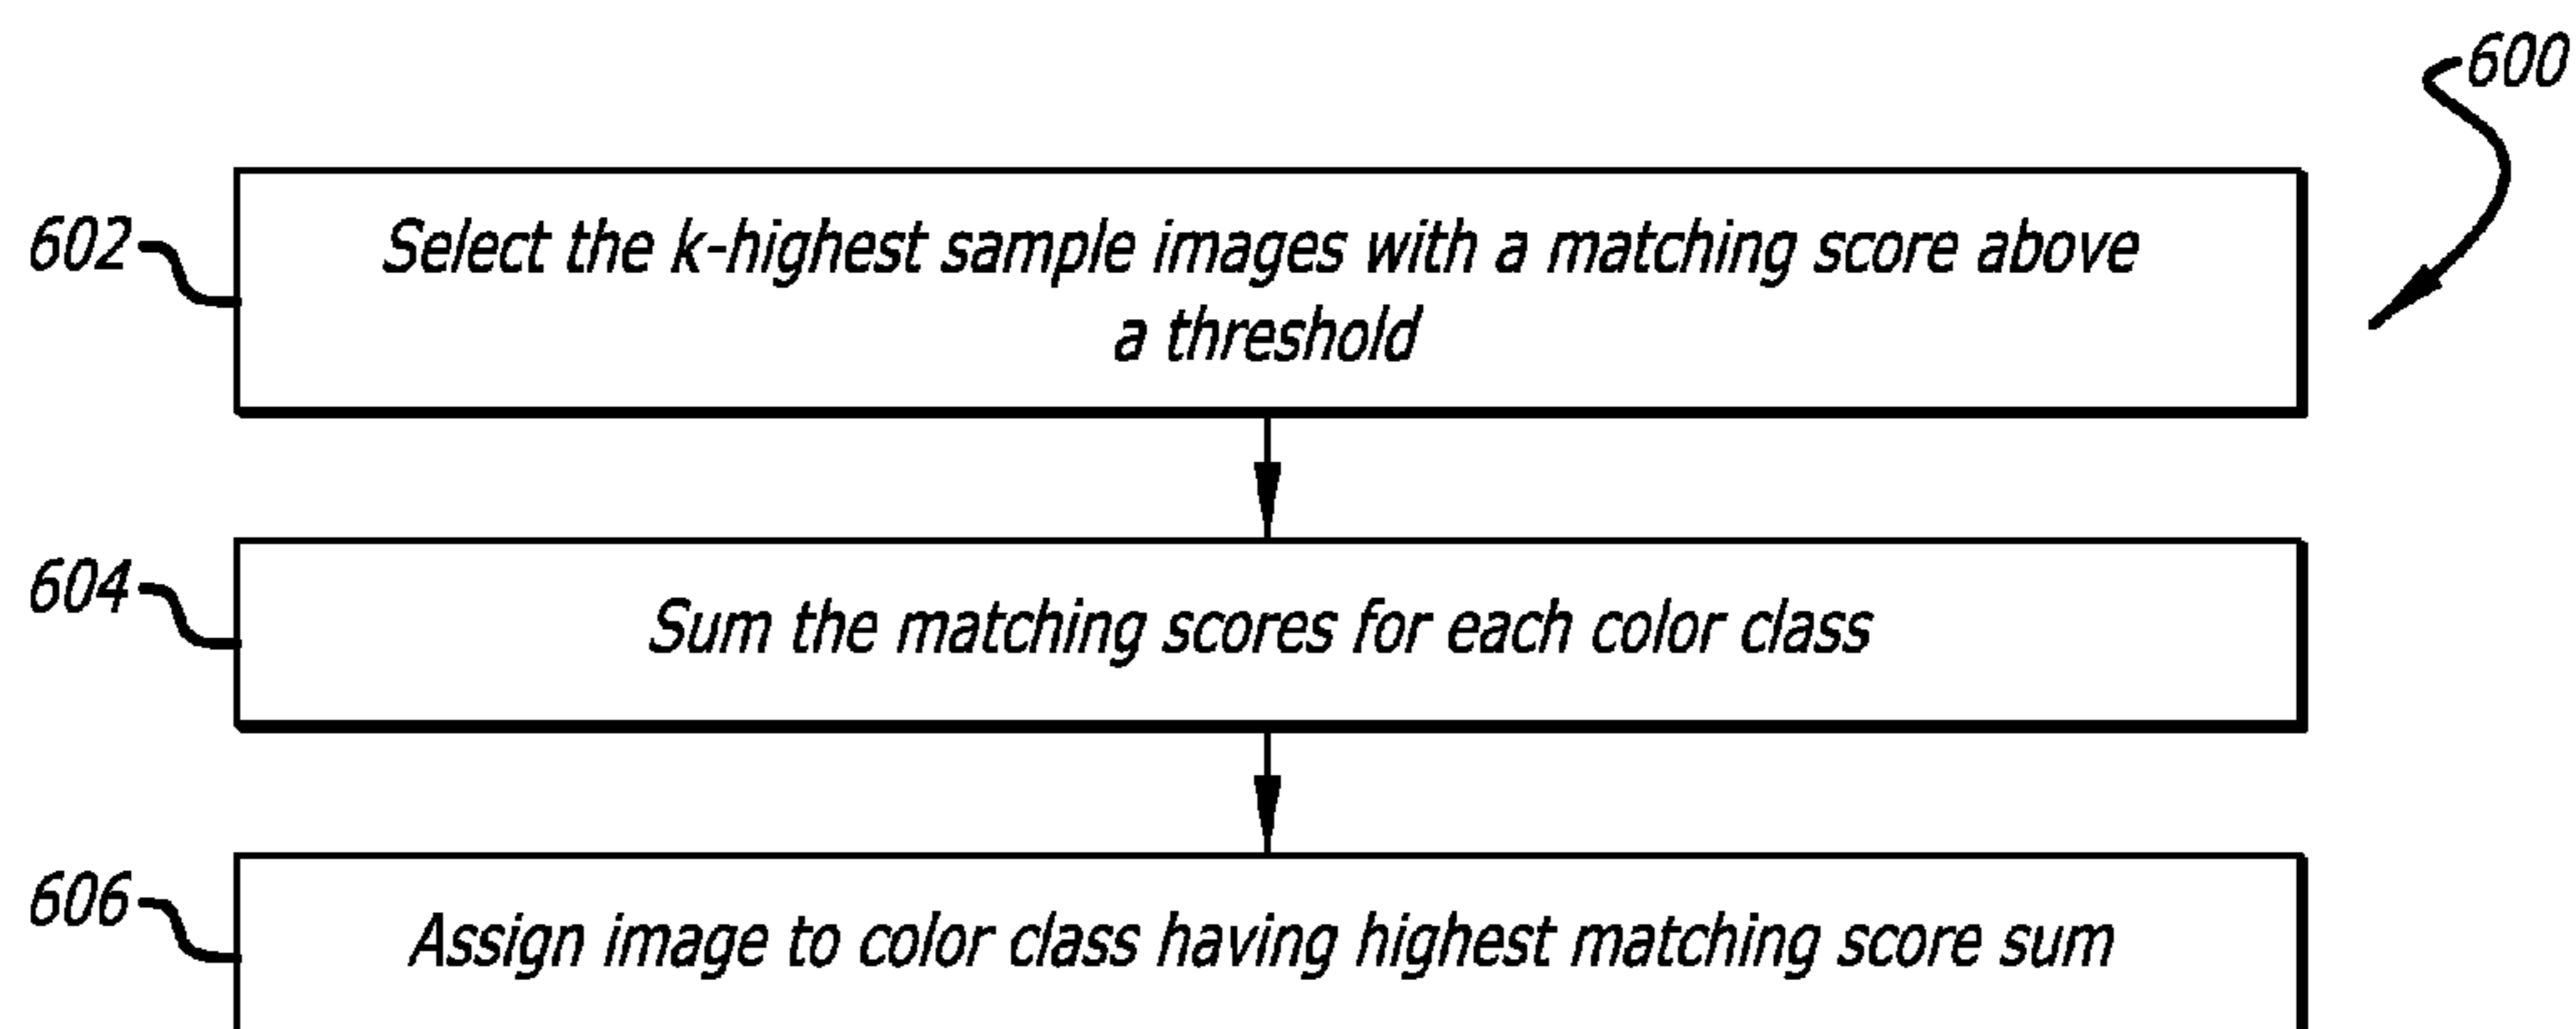 600
602
Select the k-highest sample images with a matching score above
a threshold
604
Sum the matching scores for each color class
606
Assign image to color class having highest matching score sum